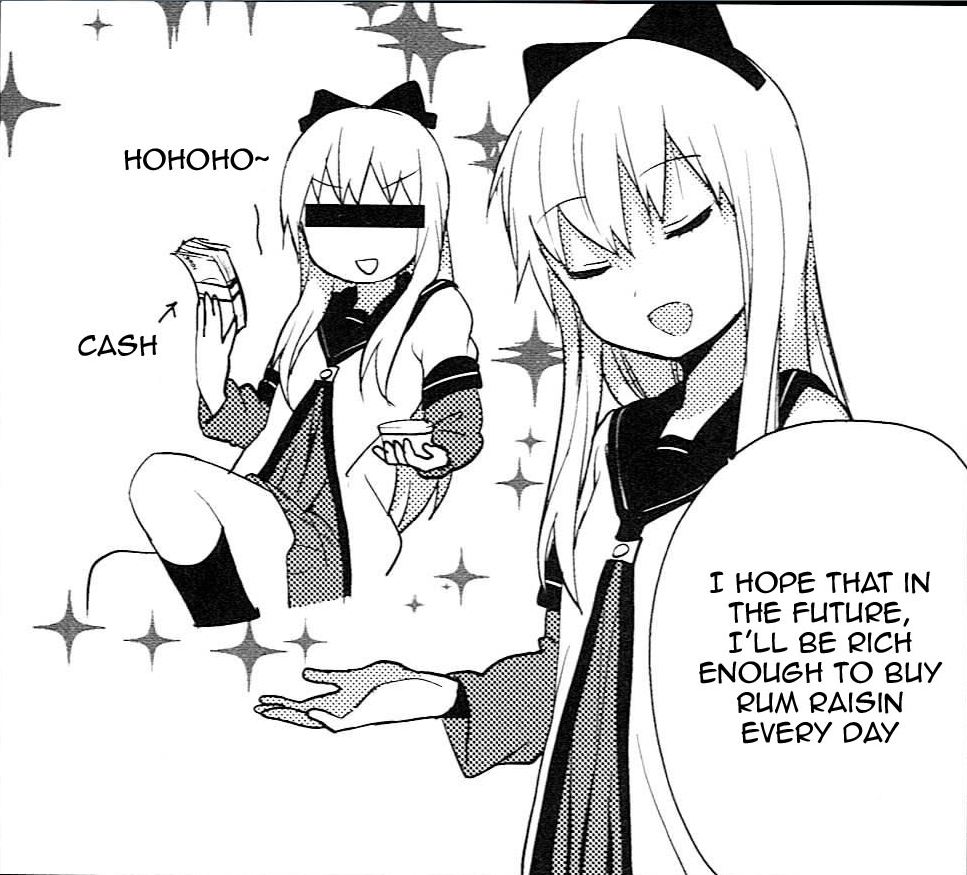 HOHOHO~
CASH
I HOPE THAT IN
THE FUTURE,
I'LL BE RICH
ENOUGH TO BUY
RUM RAISIN
EVERY DAY